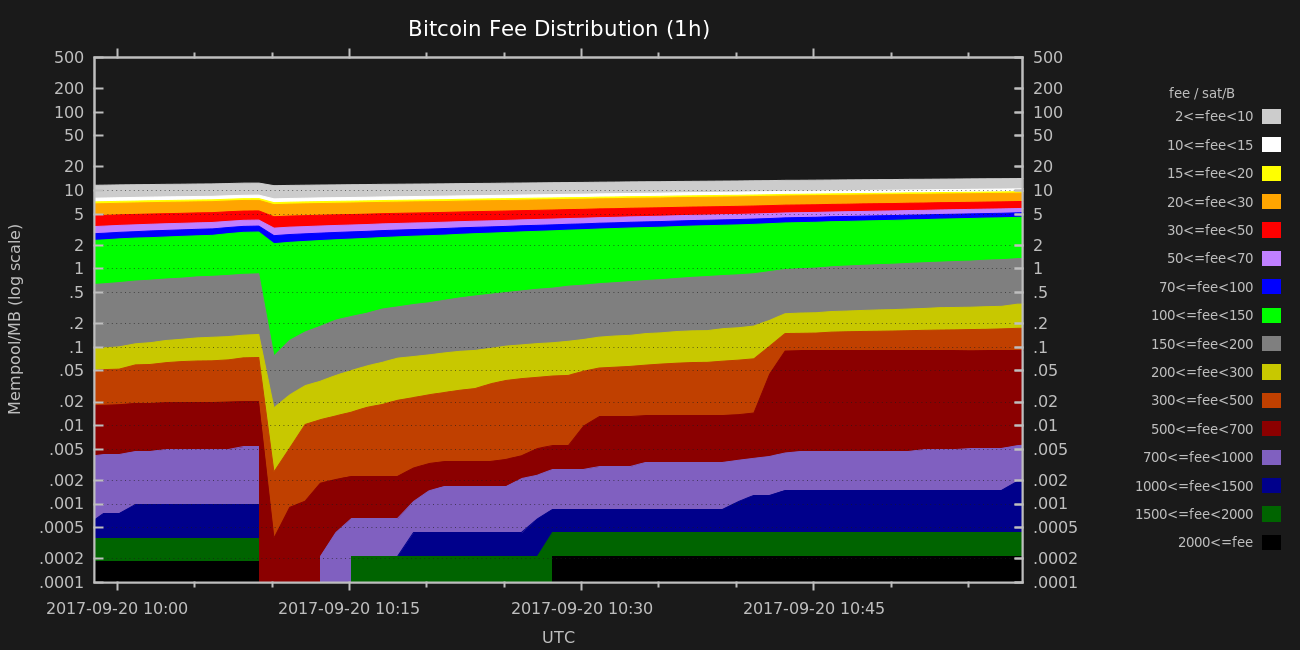 Bitcoin Fee Distribution (1h)
500
200
100
50
20
10
5
2
1
.5
.2
.1
.05
.02
.01
.005
.002
.001
.0005
.0002
.0001
Mempool/MB (log scale)
500
200
100
50
20
10
5
2
1
.5
.2
.1
.05
.02
.01
.005
.002
.001
.0005
.0002
.0001
2017-09-20 10:00 2017-09-20 10:15 2017-09-20 10:30 2017-09-20 10:45
UTC
fee / sat/B
2<=fee<10
10<=fee<15
15<=fee<20
20<=fee<30
30<=fee<50
50<=fee<70
70<=fee<100
100<=fee<150
150<=fee<200
200<=fee<300
300<=fee<500
500<=fee<700
700<=fee<1000
1000<=fee<1500
1500<=fee<2000
2000<=fee